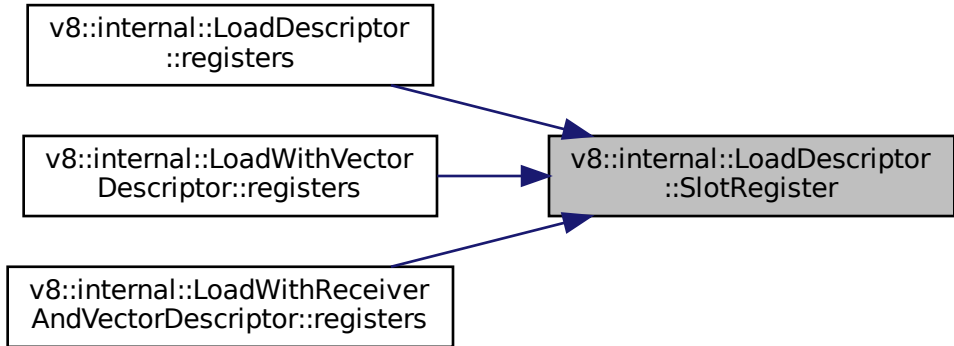 v8::internal::LoadDescriptor
::registers
v8::internal::LoadWithVector
Descriptor::registers
v8::internal::LoadDescriptor
::SlotRegister
v8::internal::LoadWithReceiver
AndVectorDescriptor::registers